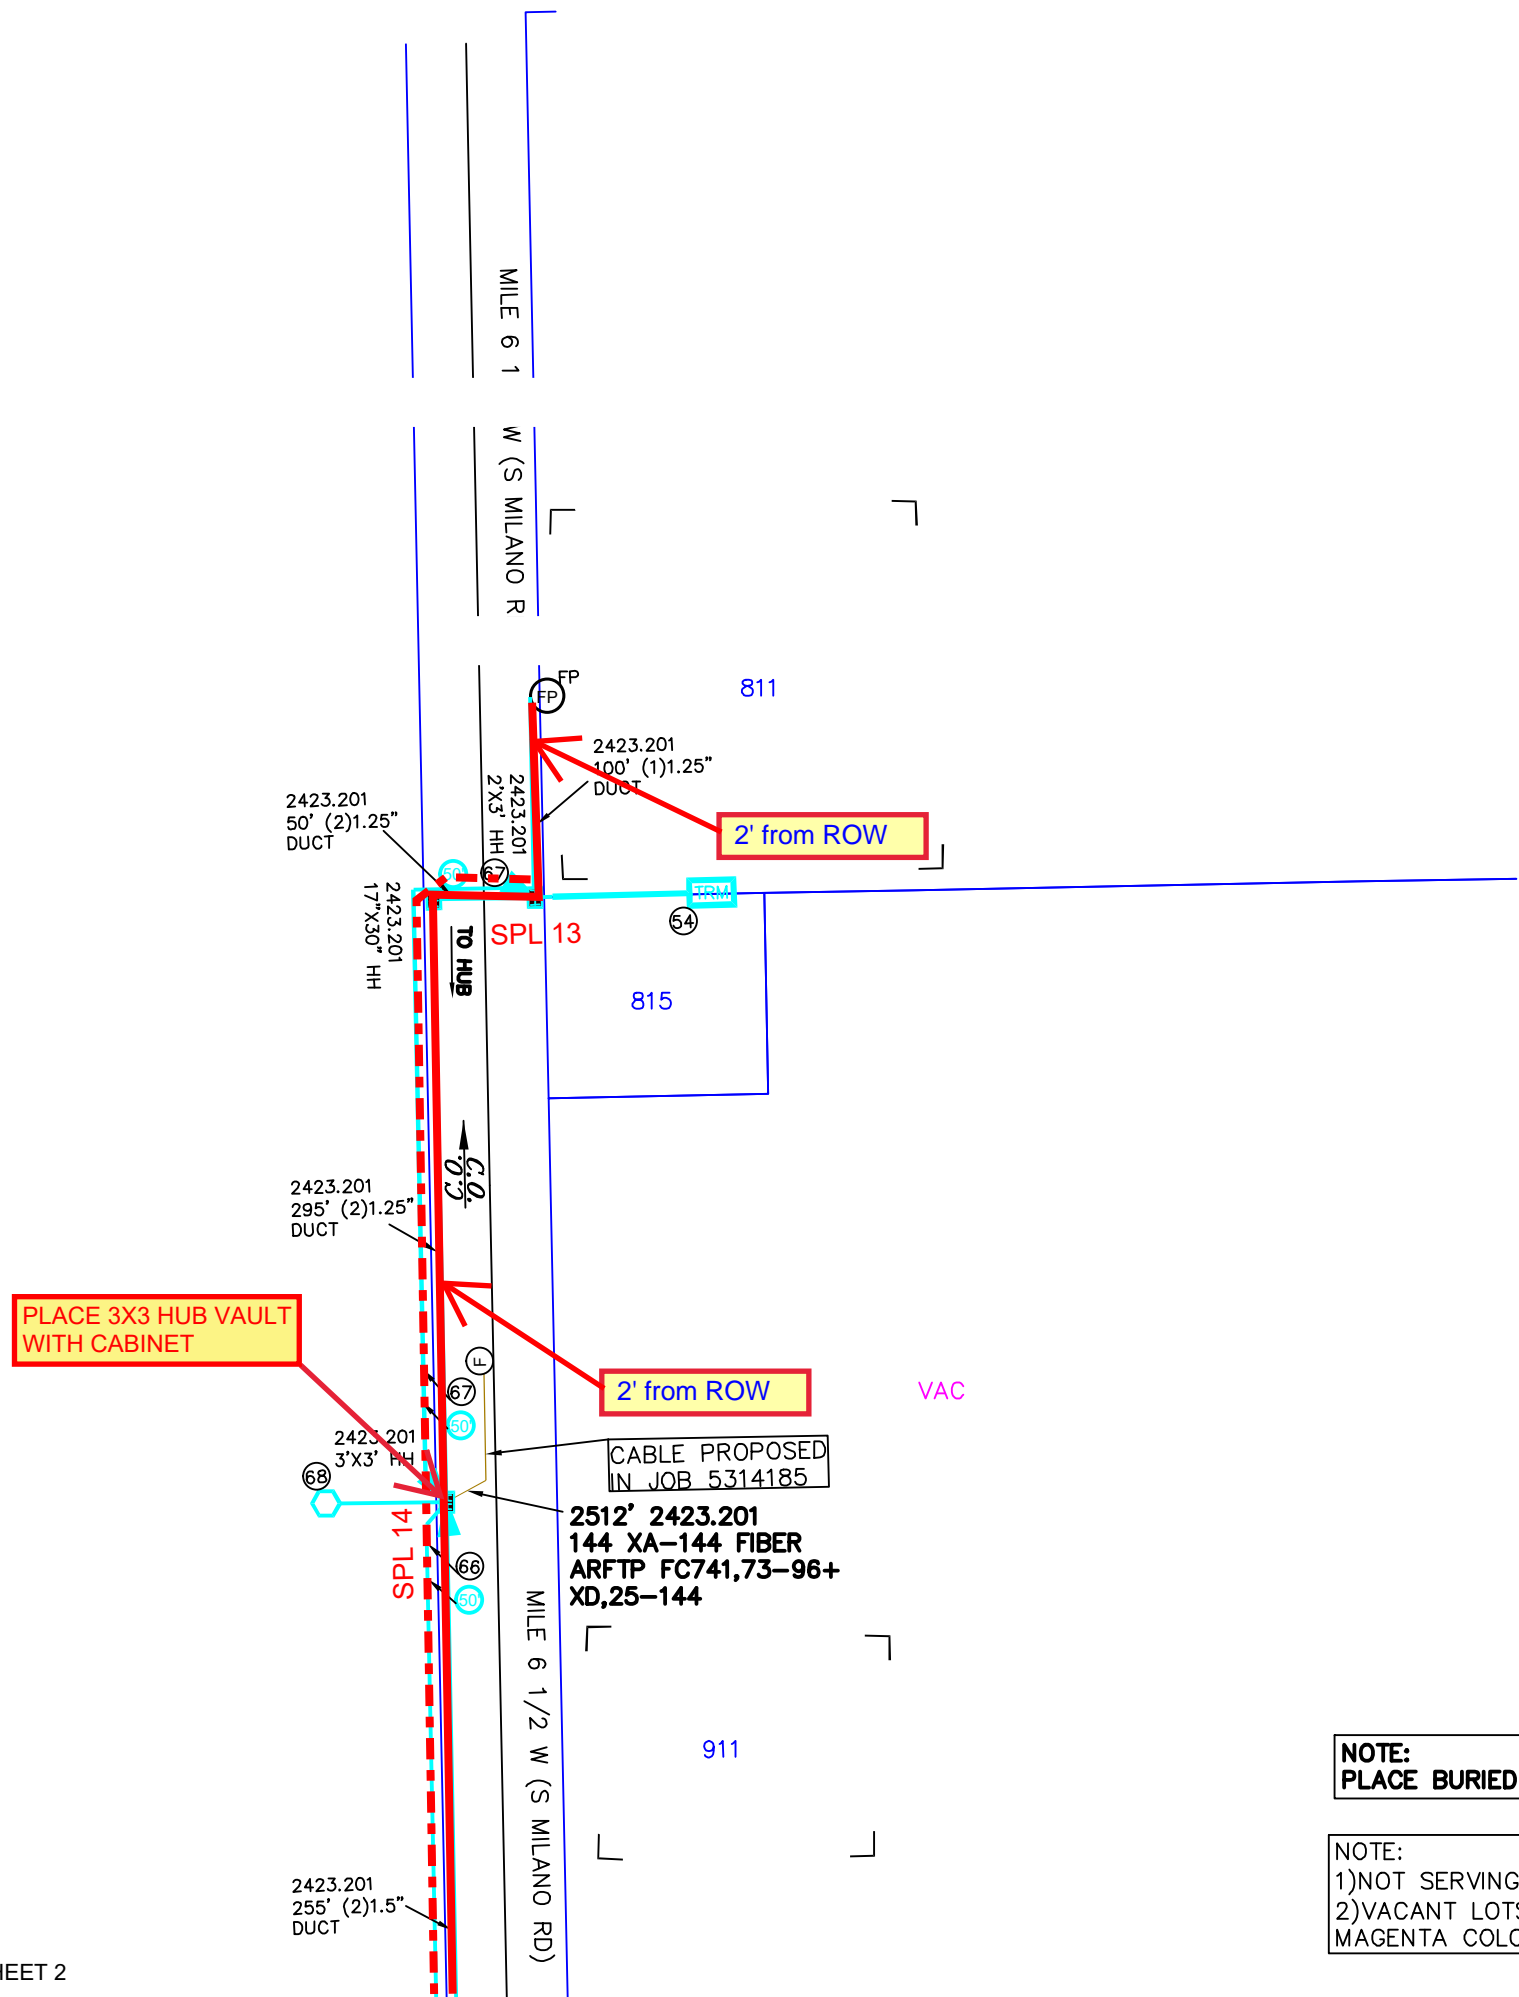 MILE 6 1
W (S MILANO R
FP
FP
811
2423.201
100' (1)1.25"
DUCT
2423.201
2'X3' HH
2423.201
50' (2)1.25"
DUCT
2' from ROW
50'
67
TRM
54
2423.201
17"X30" HH
TO HUB
SPL 13
815
C.O.
C.O.
2423.201
295' (2)1.25"
DUCT
PLACE 3X3 HUB VAULT
WITH CABINET
F
2' from ROW
VAC
67
50'
2423.201
3'X3' HH
CABLE PROPOSED
IN JOB 5314185
68
2512' 2423.201
144 XA-144 FIBER
ARFTP FC741,73-96+
XD,25-144
SPL 14
66
50'
MILE 6 1/2 W (S MILANO RD)
911
NOTE:
PLACE BURIED
NOTE:
1)NOT SERVING
2)VACANT LOTS
MAGENTA COLO
2423.201
255' (2)1.5"
DUCT
HEET 2